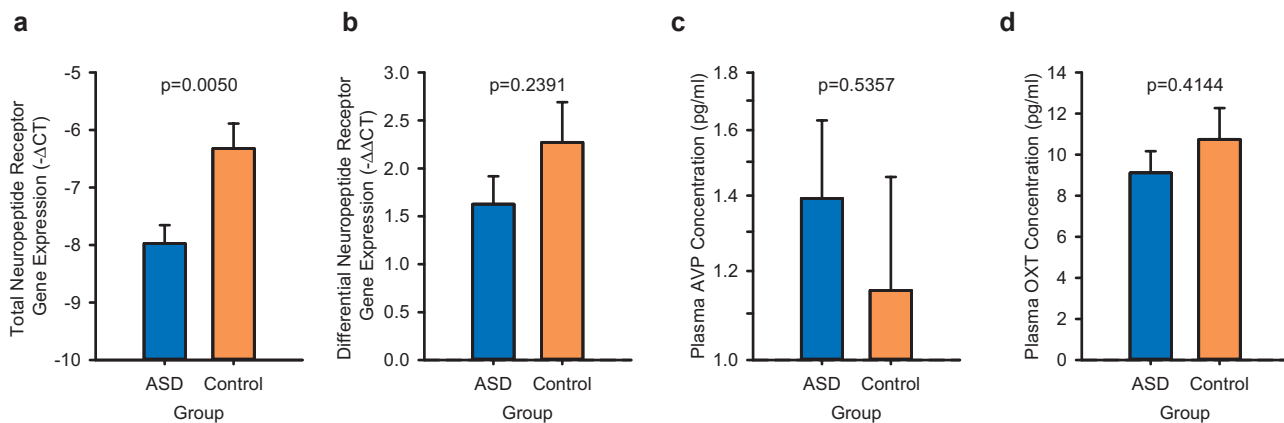 a
p=0.0050
Total Neuropeptide Receptor
Gene Expression (-ΔCT)
-5
-6
-7
-8
-9
-10
ASD Control
Group
b
p=0.2391
Differential Neuropeptide Receptor
Gene Expression (-ΔΔCT)
3.0
2.5
2.0
1.5
1.0
0.5
0.0
ASD Control
Group
c
p=0.5357
Plasma AVP Concentration (pg/ml)
1.8
1.6
1.4
1.2
1.0
ASD Control
Group
d
p=0.4144
Plasma OXT Concentration (pg/ml)
14
12
10
8
6
4
2
0
ASD Control
Group